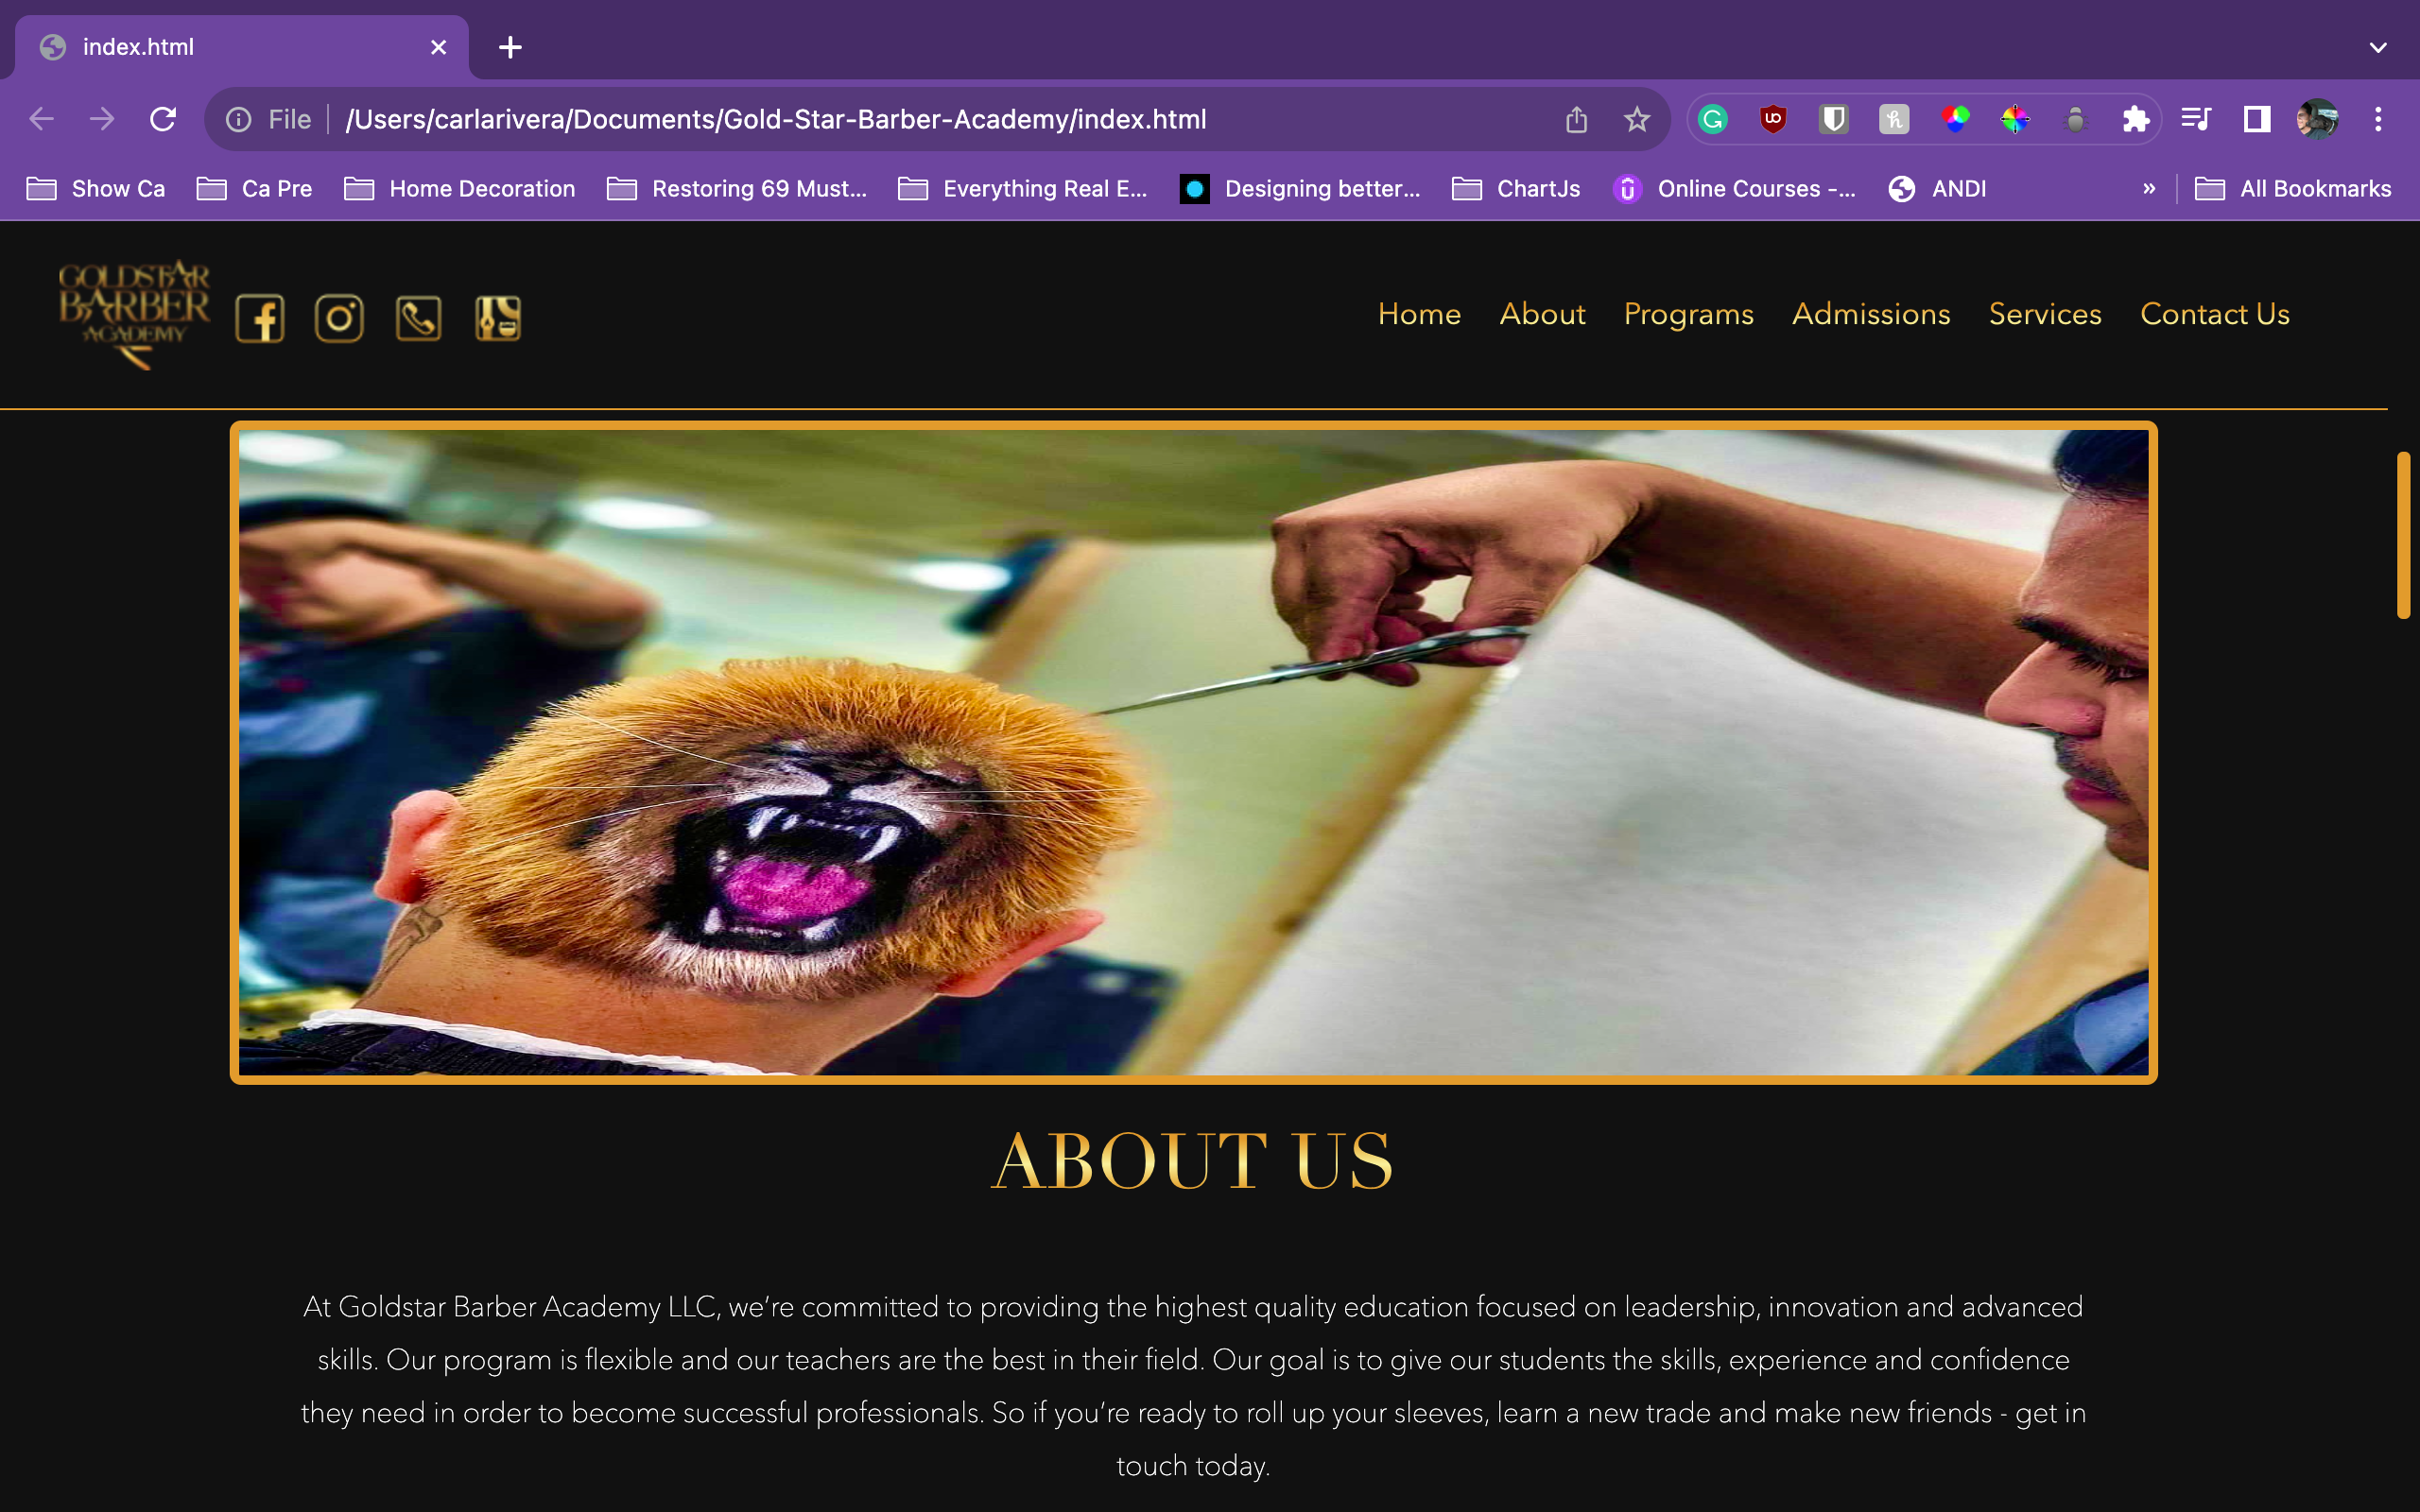 index.html
File
/Users/carlarivera/Documents/Gold-Star-Barber-Academy/index.html
Show Ca
Ca Pre
Home Decoration
Restoring 69 Must...
Everything Real E...
Designing better...
ChartJs
Online Courses -...
ANDI
»
All Bookmarks
GOLDSTAR
BARBER
ACADEMY
Home
About
Programs
Admissions
Services
Contact Us
ABOUT US
At Goldstar Barber Academy LLC, we’re committed to providing the highest quality education focused on leadership, innovation and advanced
skills. Our program is flexible and our teachers are the best in their field. Our goal is to give our students the skills, experience and confidence
they need in order to become successful professionals. So if you’re ready to roll up your sleeves, learn a new trade and make new friends - get in
touch today.